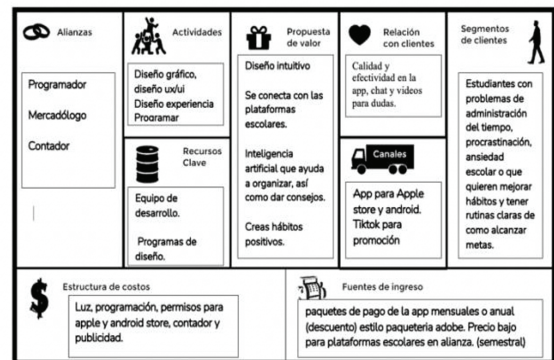 Alianzas
Programador
Mercadólogo
Contador
Actividades
Diseño gráfico,
diseño ux/ui
Diseño experiencia
Programar
Recursos
Clave
Equipo de
desarrollo.
Programas de
diseño.
Propuesta
de valor
Diseño intuitivo
Se conecta con las
plataformas
escolares.
Inteligencia
artificial que ayuda
a organizar, así
como dar consejos.
Creas hábitos
positivos.
Relación
con clientes
Calidad y
efectividad en la
app, chat y videos
para dudas.
Canales
App para Apple
store y android.
Tiktok para
promoción
Segmentos
de clientes
Estudiantes con
problemas de
administración
del tiempo,
procrastinación,
ansiedad
escolar o que
quieren mejorar
hábitos y tener
rutinas claras de
como alcanzar
metas.
Estructura de costos
Luz, programación, permisos para
apple y android store, contador y
publicidad.
Fuentes de ingreso
paquetes de pago de la app mensuales o anual
(descuento) estilo paqueteria adobe. Precio bajo
para plataformas escolares en alianza. (semestral)